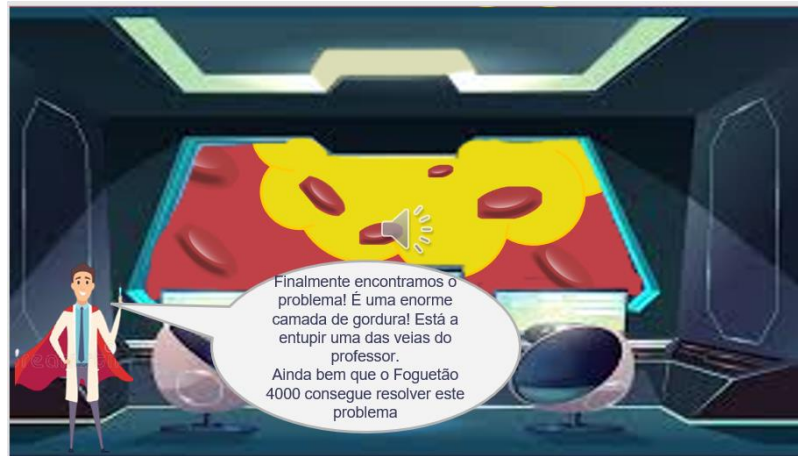 Finalmente encontramos o
problema! É uma enorme
camada de gordura! Está a
entupir uma das veias do
professor.
Ainda bem que o Foguetão
4000 consegue resolver este
problema